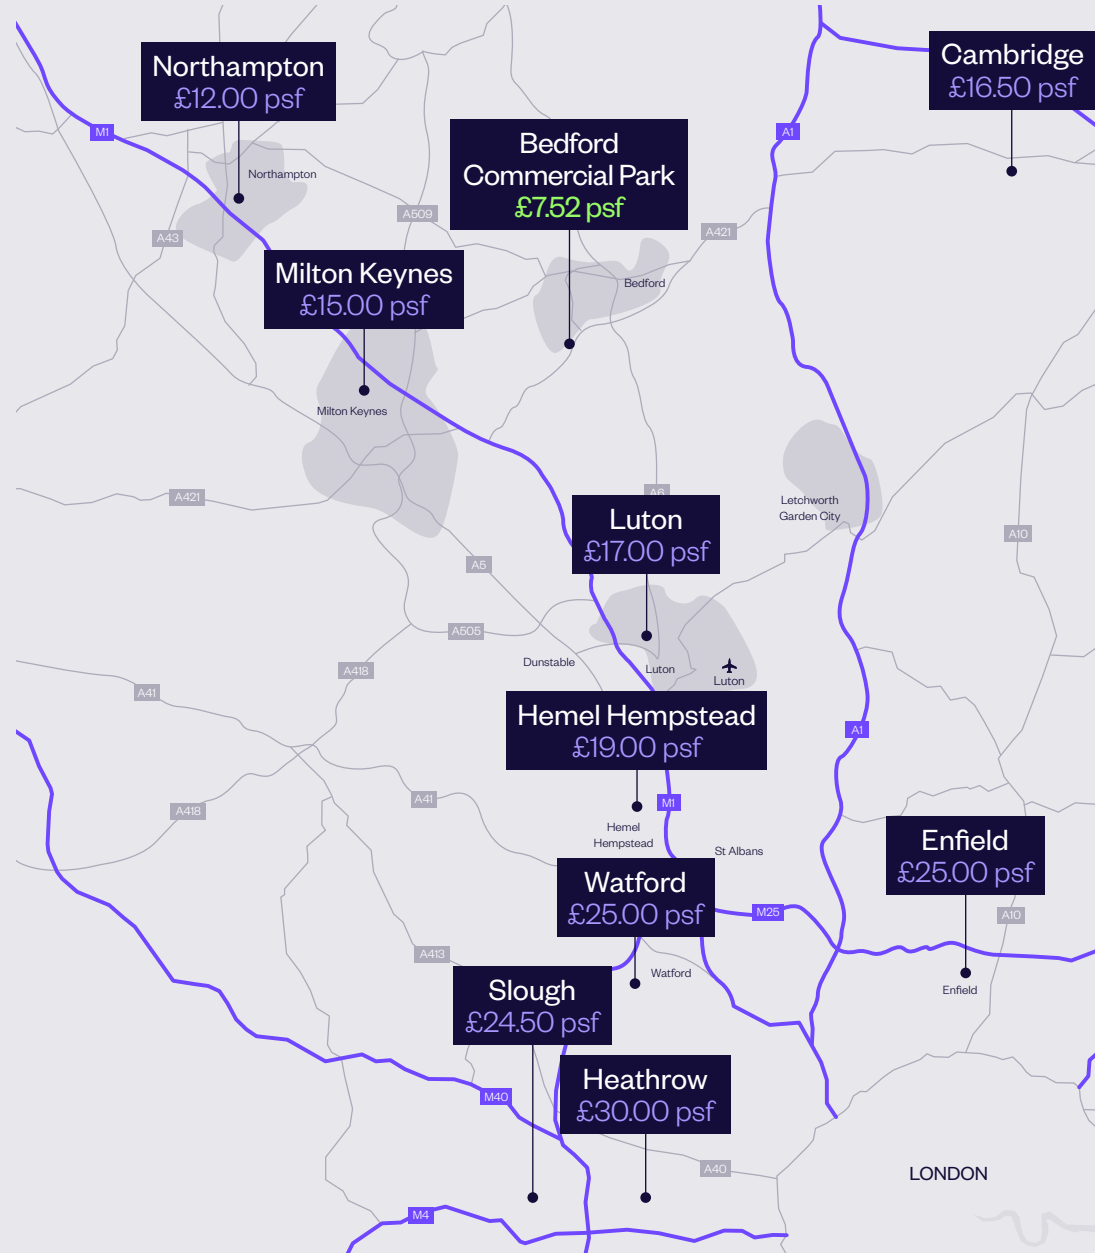 Northampton
£12.00 psf
Cambridge
£16.50 psf
M1
A1
Bedford
Commercial Park
£7.52 psf
Northampton
A509
A43
A421
Milton Keynes
£15.00 psf
Bedford
Milton Keynes
A421
A6
Letchworth
Garden City
Luton
£17.00 psf
A10
A5
A505
Dunstable
Luton
Luton
A418
A41
Hemel Hempstead
£19.00 psf
A1
A41
M1
A418
Hemel
Hempstead
St Albans
Enfield
£25.00 psf
Watford
£25.00 psf
M25
A10
A413
Watford
Enfield
Slough
£24.50 psf
Heathrow
£30.00 psf
M40
A40
LONDON
M4